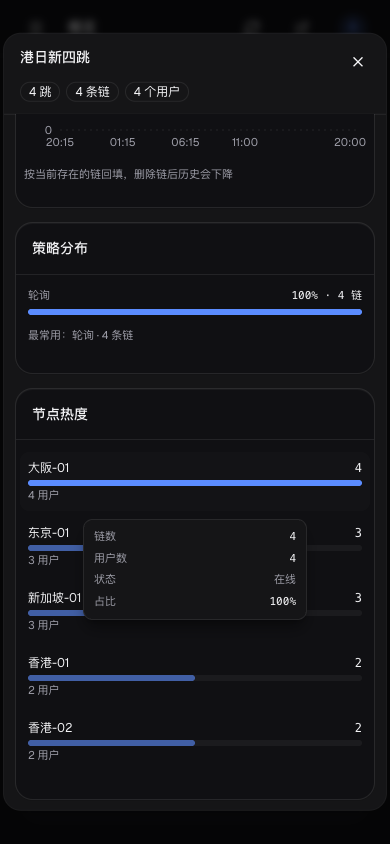 港日新四跳
4 跳 4 条链 4 个用户
0
20:15 01:15 06:15 11:00 20:00
按当前存在的链回填，删除链后历史会下降
策略分布
轮询 100% · 4 链
最常用：轮询 · 4 条链
节点热度
大阪-01 4
4 用户
东京-01 3
3 用户
链数 4
用户数 4
状态 在线
占比 100%
新加坡-01 3
3 用户
香港-01 2
2 用户
香港-02 2
2 用户